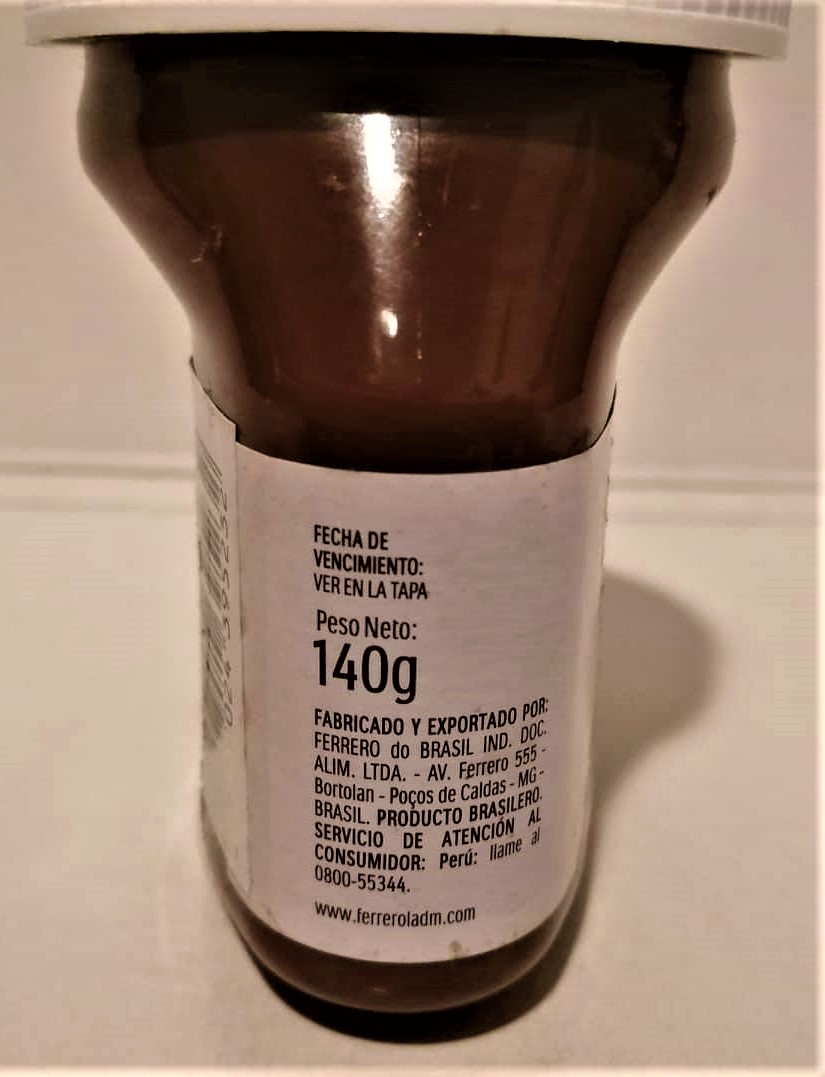 FECHA DE
VENCIMIENTO:
VER EN LA TAPA
Peso Neto:
140g
FABRICADO Y EXPORTADO POR:
FERRERO do BRASIL IND. DOC.
ALIM. LTDA. - AV. Ferrero 555 -
Bortolan - Poços de Caldas - MG -
BRASIL. PRODUCTO BRASILERO.
SERVICIO DE ATENCIÓN AL
CONSUMIDOR: Perú: llame al
0800-55344.
www.ferreroladm.com